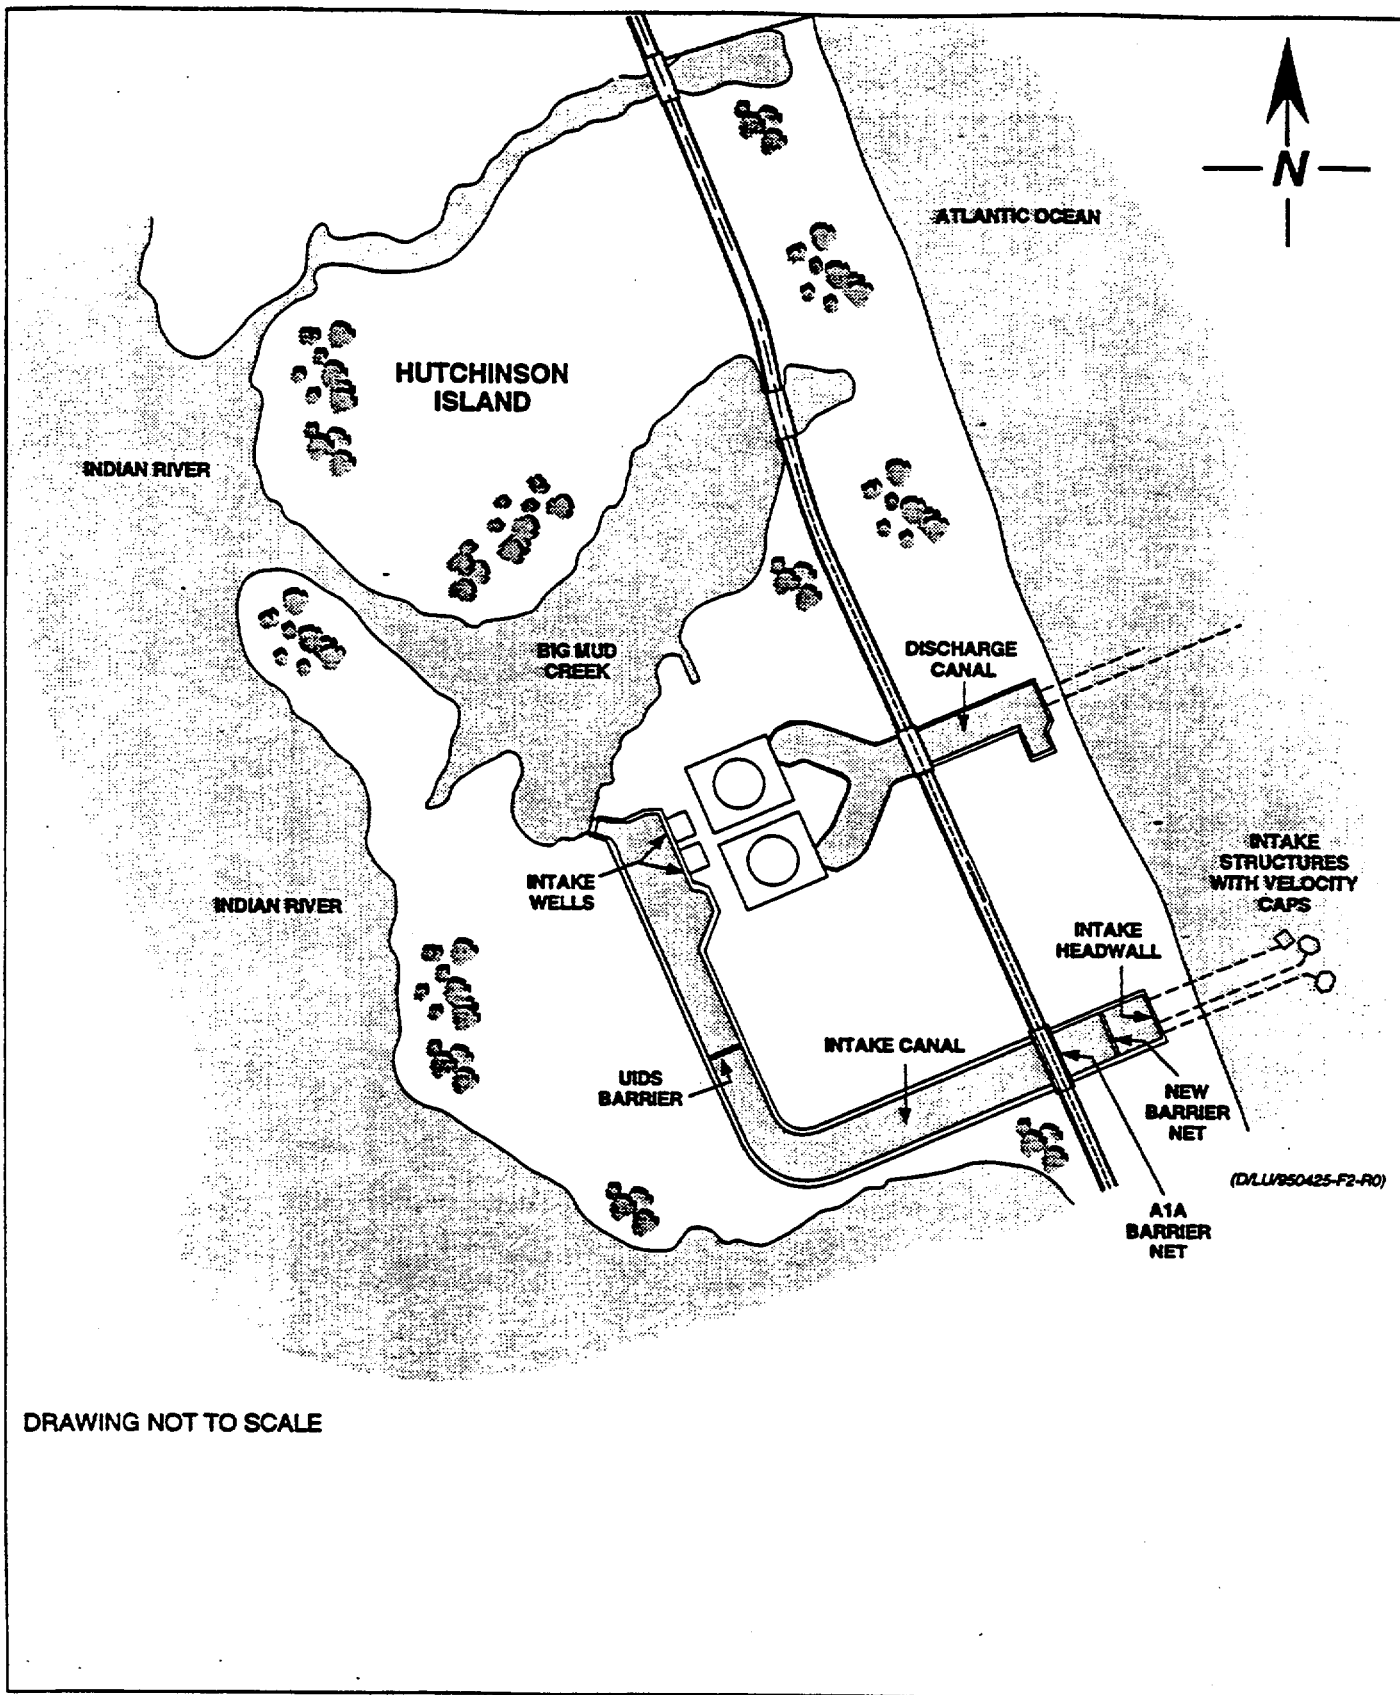 N
ATLANTIC OCEAN
HUTCHINSON
ISLAND
INDIAN RIVER
BIG MUD
CREEK
DISCHARGE
CANAL
INTAKE
STRUCTURES
WITH VELOCITY
CAPS
INTAKE
WELLS
INDIAN RIVER
INTAKE
HEADWALL
INTAKE CANAL
UIDS
BARRIER
NEW
BARRIER
NET
(D/LU/950425-F2-R0)
A1A
BARRIER
NET
DRAWING NOT TO SCALE